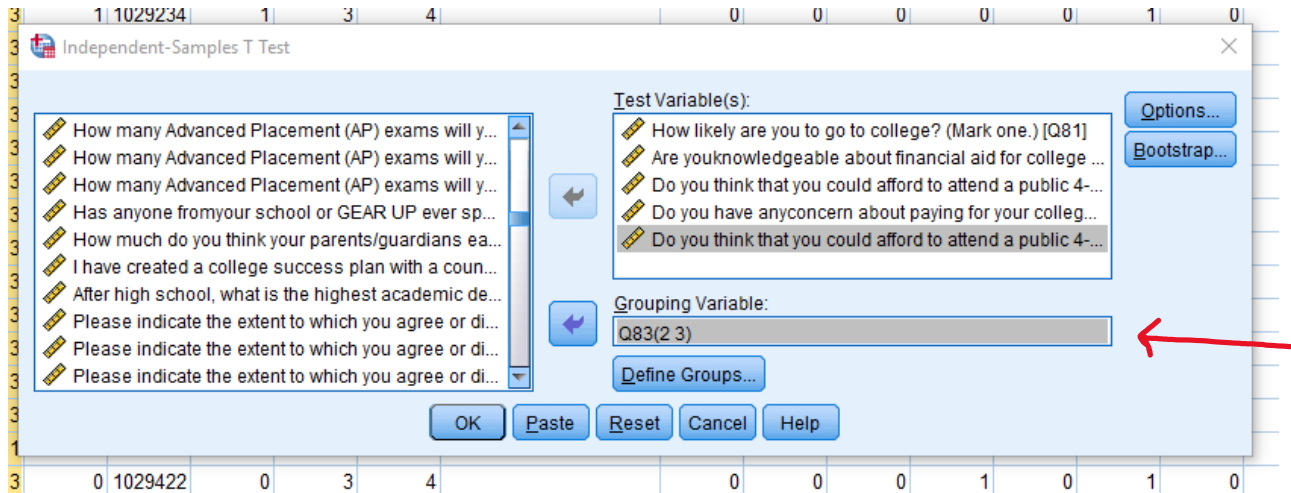 3 1 1029234 1 3 4 0 0 0 0 0 1 0
Independent-Samples T Test
How many Advanced Placement (AP) exams will y...
How many Advanced Placement (AP) exams will y...
How many Advanced Placement (AP) exams will y...
Has anyone fromyour school or GEAR UP ever sp...
How much do you think your parents/guardians ea...
I have created a college success plan with a coun...
After high school, what is the highest academic de...
Please indicate the extent to which you agree or di...
Please indicate the extent to which you agree or di...
Please indicate the extent to which you agree or di...
Test Variable(s):
How likely are you to go to college? (Mark one.) [Q81]
Are youknowledgeable about financial aid for college ...
Do you think that you could afford to attend a public 4-...
Do you have anyconcern about paying for your colleg...
Do you think that you could afford to attend a public 4-...
Grouping Variable:
Q83(2 3)
Define Groups...
Options...
Bootstrap...
OK Paste Reset Cancel Help
3 0 1029422 0 3 4 0 0 0 1 0 1 0